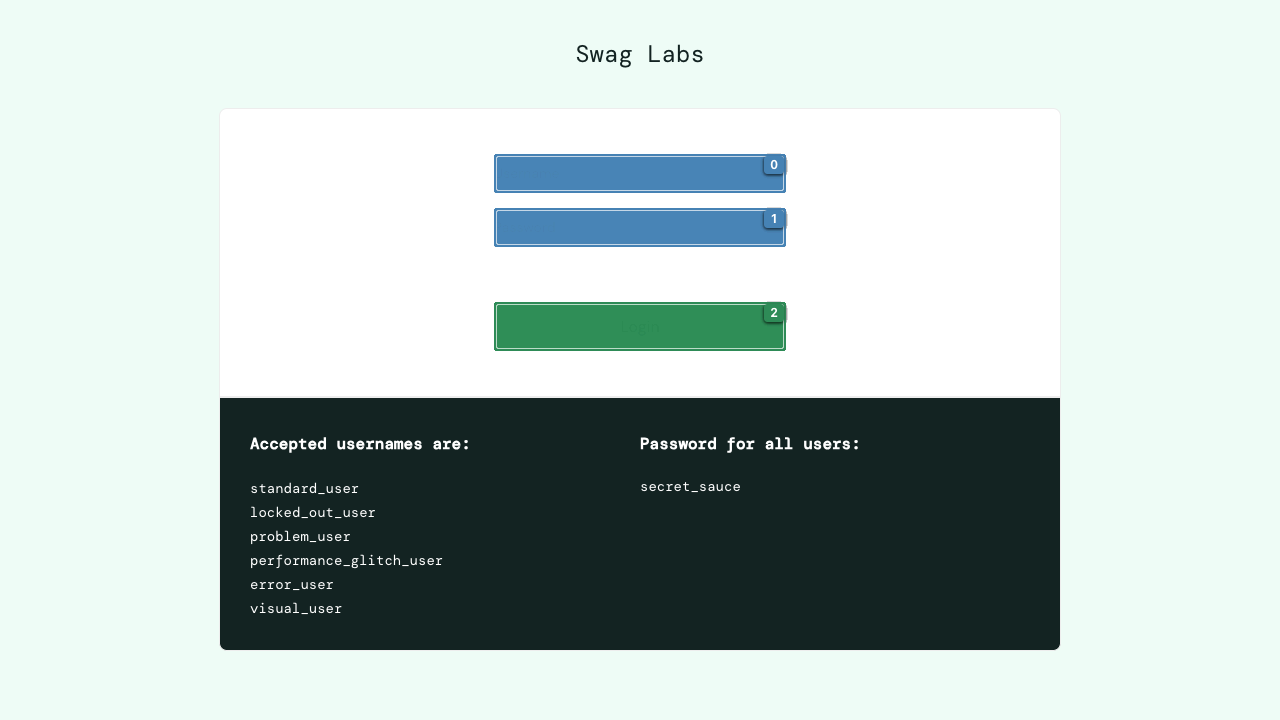 Swag Labs
0
1
2
Login
Accepted usernames are:
Password for all users:
standard_user
secret_sauce
locked_out_user
problem_user
performance_glitch_user
error_user
visual_user